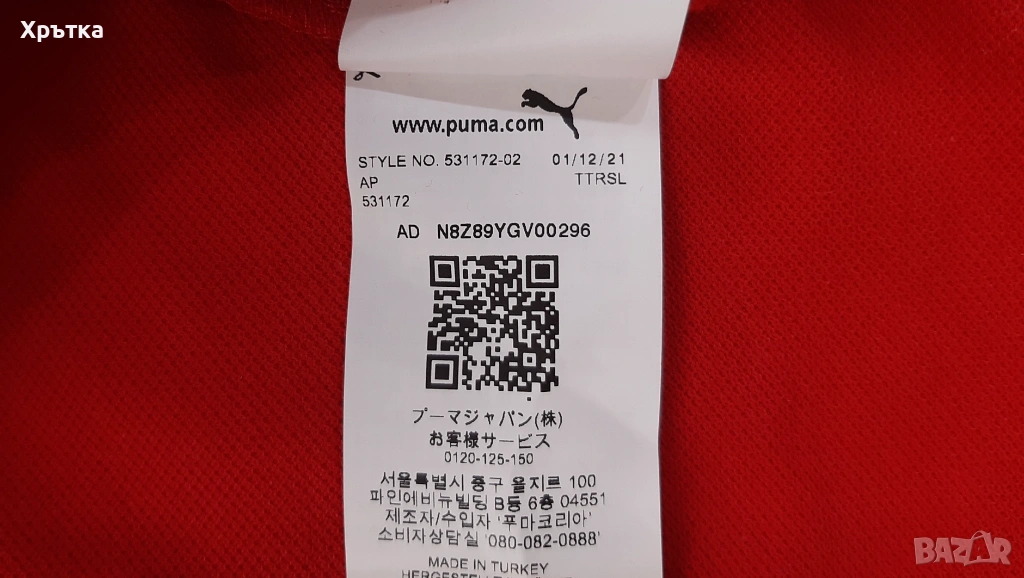 Хрътка
www.puma.com
STYLE NO. 531172-02 01/12/21
AP TTRSL
531172
AD N8Z89YGV00296
プーマジャパン(株)
お客様サービス
0120-125-150
서울특별시 중구 을지로 100
파인에비뉴빌딩 B동 6층 04551
제조자/수입자 '푸마코리아'
소비자상담실 '080-082-0888'
MADE IN TURKEY
BAZAR